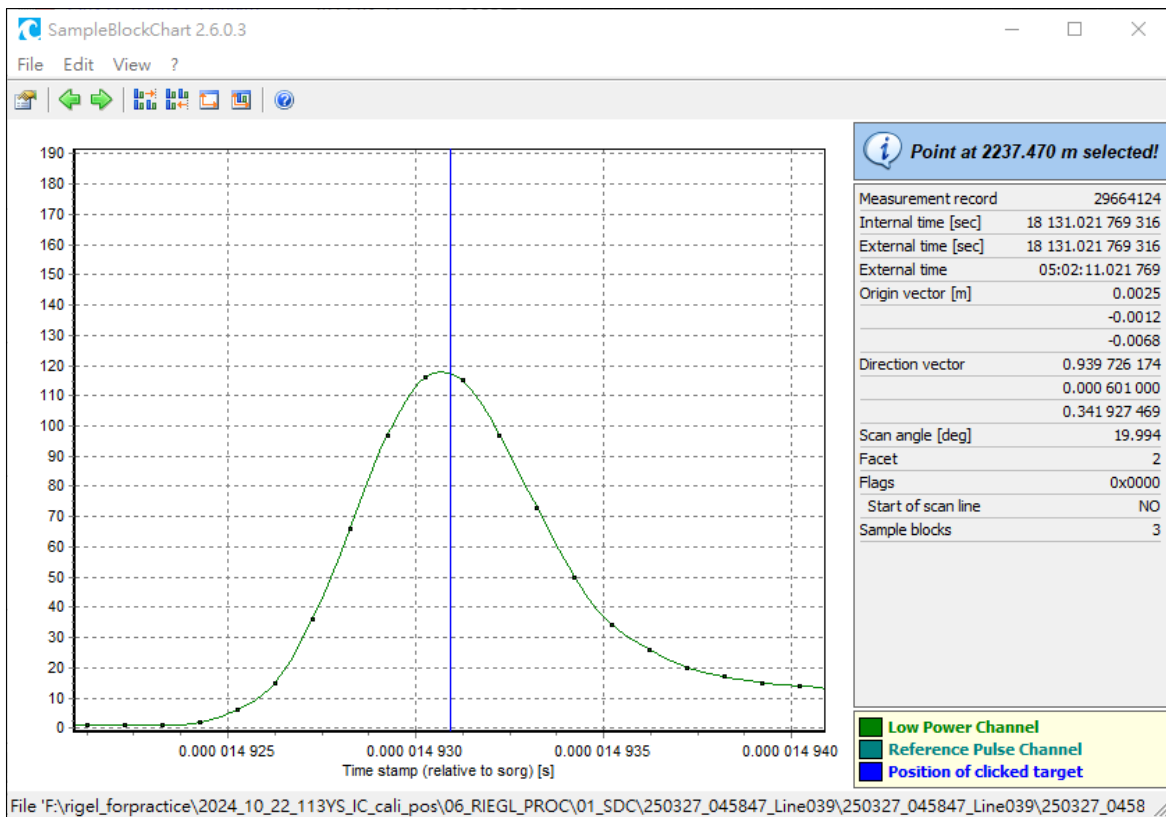 SampleBlockChart 2.6.0.3
File Edit View ?
190
180
170
160
150
140
130
120
110
100
90
80
70
60
50
40
30
20
10
0
0.000 014 925 0.000 014 930 0.000 014 935 0.000 014 940
Time stamp (relative to sorg) [s]
Point at 2237.470 m selected!
Measurement record 29664124
Internal time [sec] 18 131.021 769 316
External time [sec] 18 131.021 769 316
External time 05:02:11.021 769
Origin vector [m] 0.0025
-0.0012
-0.0068
Direction vector 0.939 726 174
0.000 601 000
0.341 927 469
Scan angle [deg] 19.994
Facet 2
Flags 0x0000
Start of scan line NO
Sample blocks 3
Low Power Channel
Reference Pulse Channel
Position of clicked target
File 'F:\rigel_forpractice\2024_10_22_113YS_IC_cali_pos\06_RIEGL_PROC\01_SDC\250327_045847_Line039\250327_045847_Line039\250327_0458